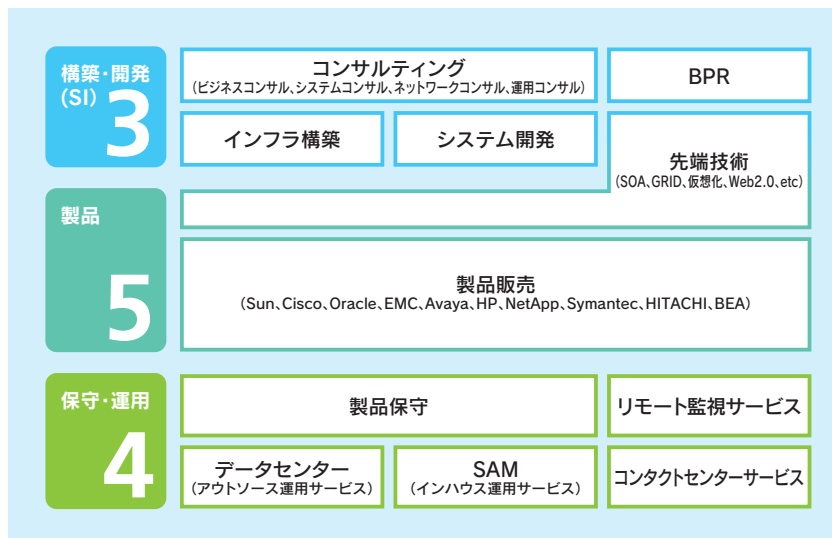 構築・開発
(SI)
3
コンサルティング
(ビジネスコンサル、システムコンサル、ネットワークコンサル、運用コンサル)
BPR
インフラ構築
システム開発
先端技術
(SOA、GRID、仮想化、Web2.0、etc)
製品
5
製品販売
(Sun、Cisco、Oracle、EMC、Avaya、HP、NetApp、Symantec、HITACHI、BEA)
保守・運用
4
製品保守
リモート監視サービス
データセンター
(アウトソース運用サービス)
SAM
(インハウス運用サービス)
コンタクトセンターサービス